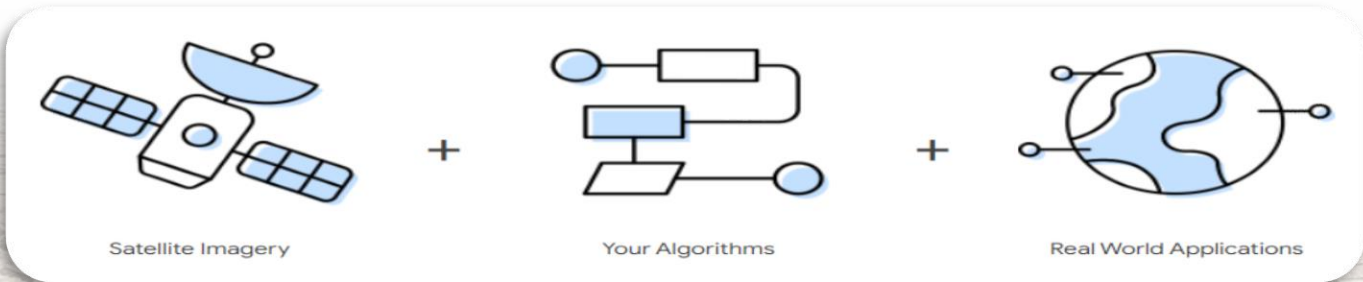 +
+
Satellite Imagery
Your Algorithms
Real World Applications